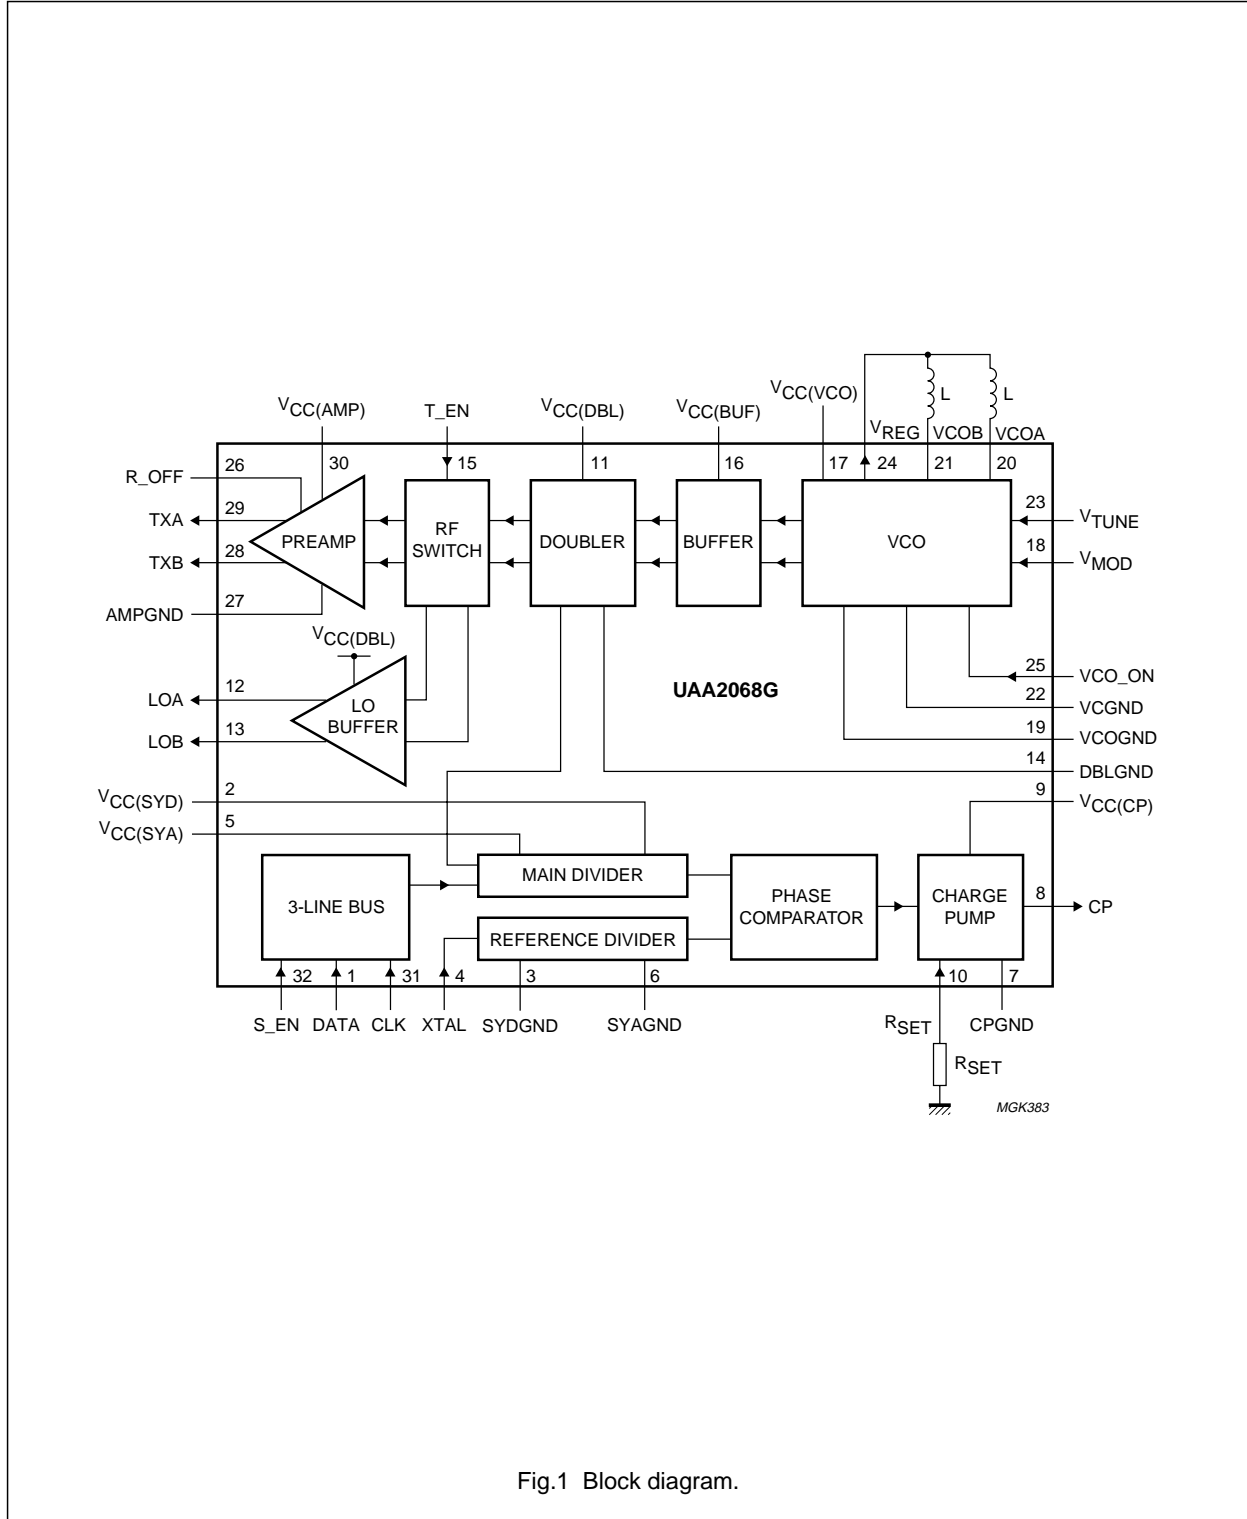 VCC(VCO)
L
L
VCC(AMP)
T_EN
VCC(DBL)
VCC(BUF)
VREG
VCOB
VCOA
26
30
15
11
16
17
24
21
20
R_OFF
23
TXA
29
RF
SWITCH
VTUNE
PREAMP
DOUBLER
BUFFER
VCO
18
TXB
28
VMOD
27
AMPGND
VCC(DBL)
25
VCO_ON
UAA2068G
LOA
12
LO
BUFFER
22
VCGND
LOB
13
19
VCOGND
14
DBLGND
VCC(SYD)
2
9
VCC(CP)
VCC(SYA)
5
MAIN DIVIDER
3-LINE BUS
PHASE
COMPARATOR
CHARGE
PUMP
8
CP
REFERENCE DIVIDER
32
1
31
4
3
6
10
7
S_EN
DATA
CLK
XTAL
SYDGND
SYAGND
RSET
CPGND
RSET
MGK383
Fig.1 Block diagram.